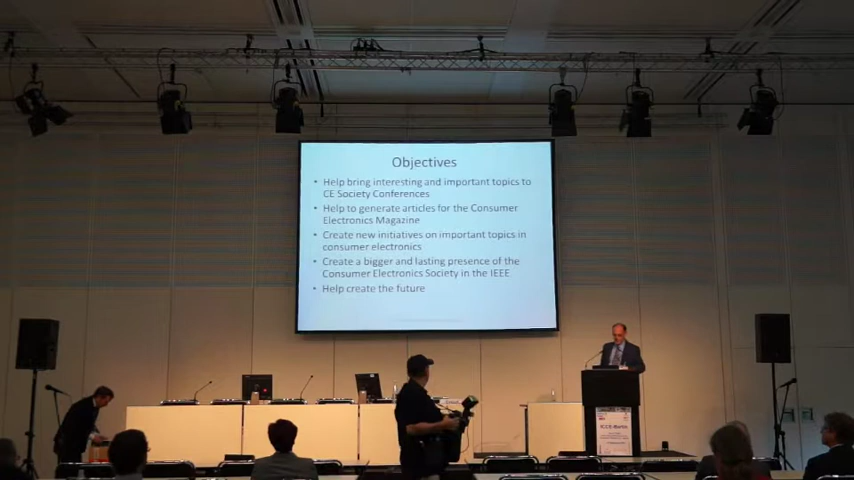 Objectives
• Help bring interesting and important topics to
CE Society Conferences
• Help to generate articles for the Consumer
Electronics Magazine
• Create new initiatives on important topics in
consumer electronics
• Create a bigger and lasting presence of the
Consumer Electronics Society in the IEEE
• Help create the future
ICCE-Berlin